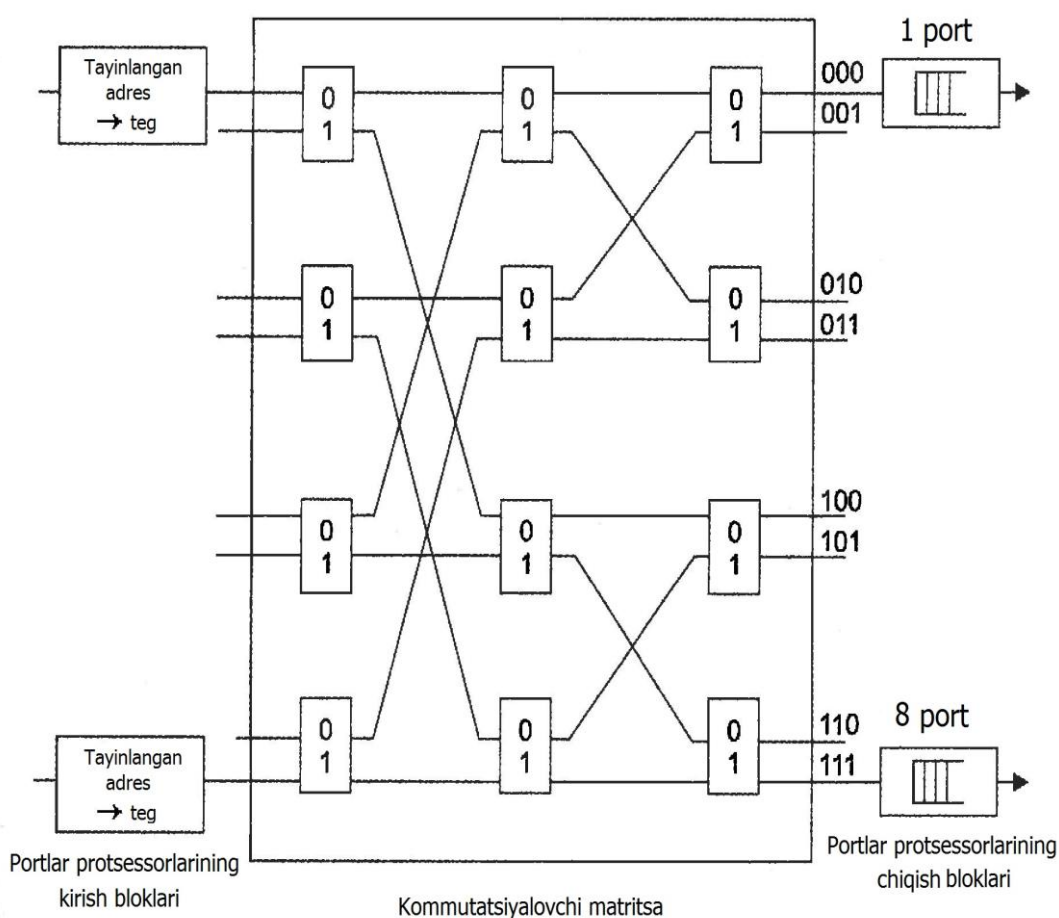 1 port
Tayinlangan
adres
→ teg
0
1
0
1
0
1
000
001
0
1
0
1
0
1
010
011
0
1
0
1
0
1
100
101
8 port
0
1
0
1
0
1
110
111
Tayinlangan
adres
→ teg
Portlar protsessorlarining
kirish bloklari
Portlar protsessorlarining
chiqish bloklari
Kommutatsiyalovchi matritsa